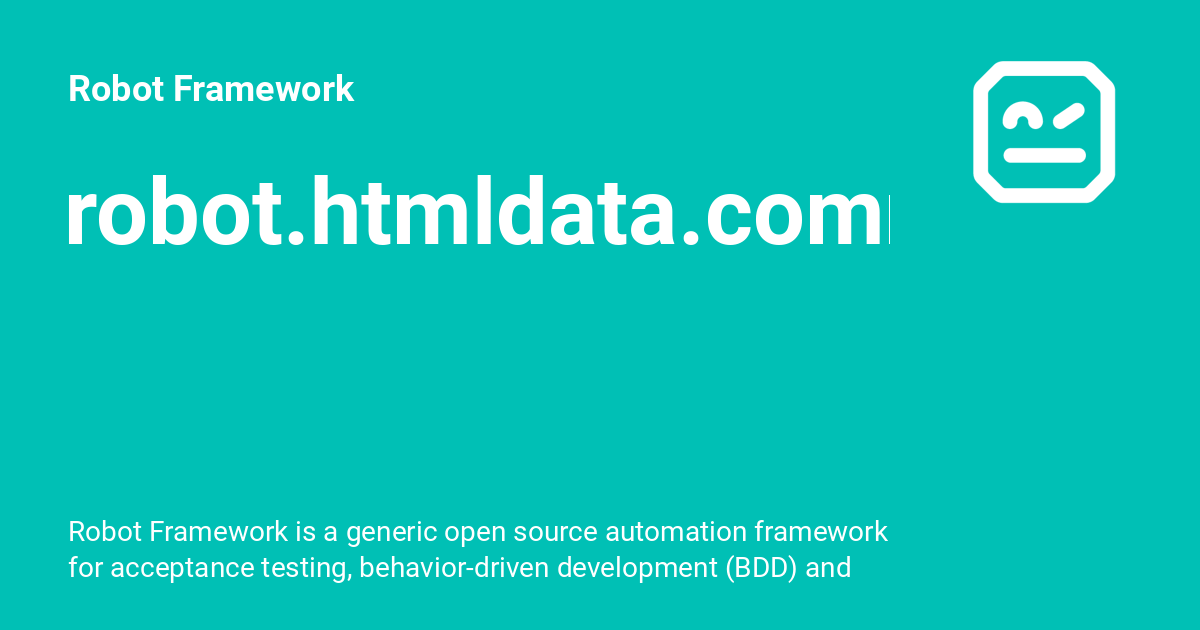 Robot Framework
robot.htmldata.com
Robot Framework is a generic open source automation framework
for acceptance testing, behavior-driven development (BDD) and